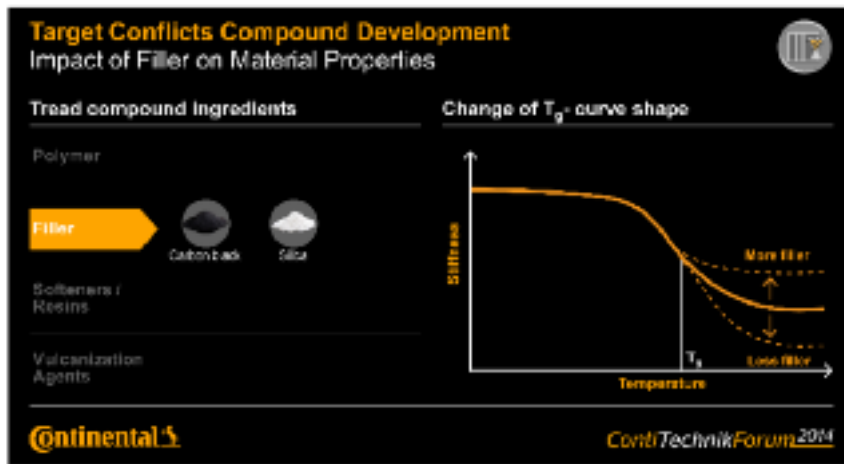 Target Conflicts Compound Development
Impact of Filler on Material Properties
Tread compound ingredients
Polymer
Filler
Carbon black
Silica
Softeners /
Resins
Vulcanization
Agents
Change of Tg- curve shape
Stiffness
More filler
Less filler
Tg
Temperature
Continental
ContiTechnikForum2014